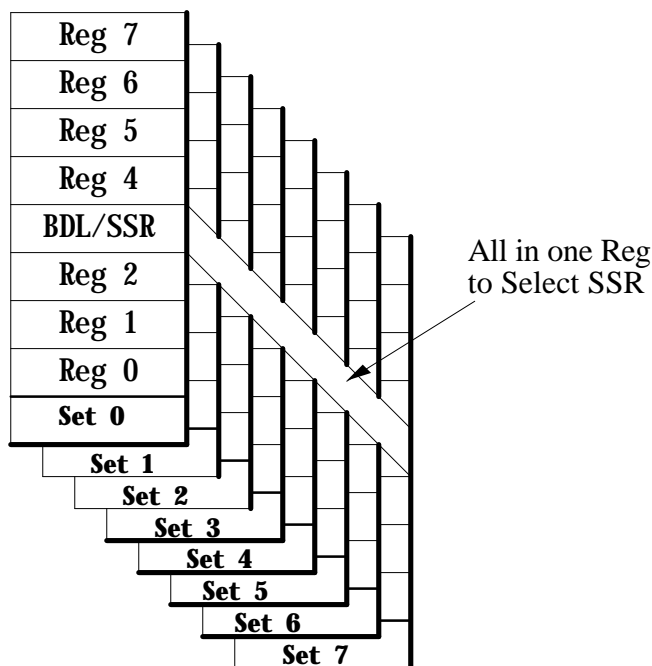 Reg 7
Reg 6
Reg 5
Reg 4
BDL/SSR
Reg 2
Reg 1
Reg 0
Set 0
Set 1
Set 2
Set 3
Set 4
Set 5
Set 6
Set 7
All in one Reg
to Select SSR